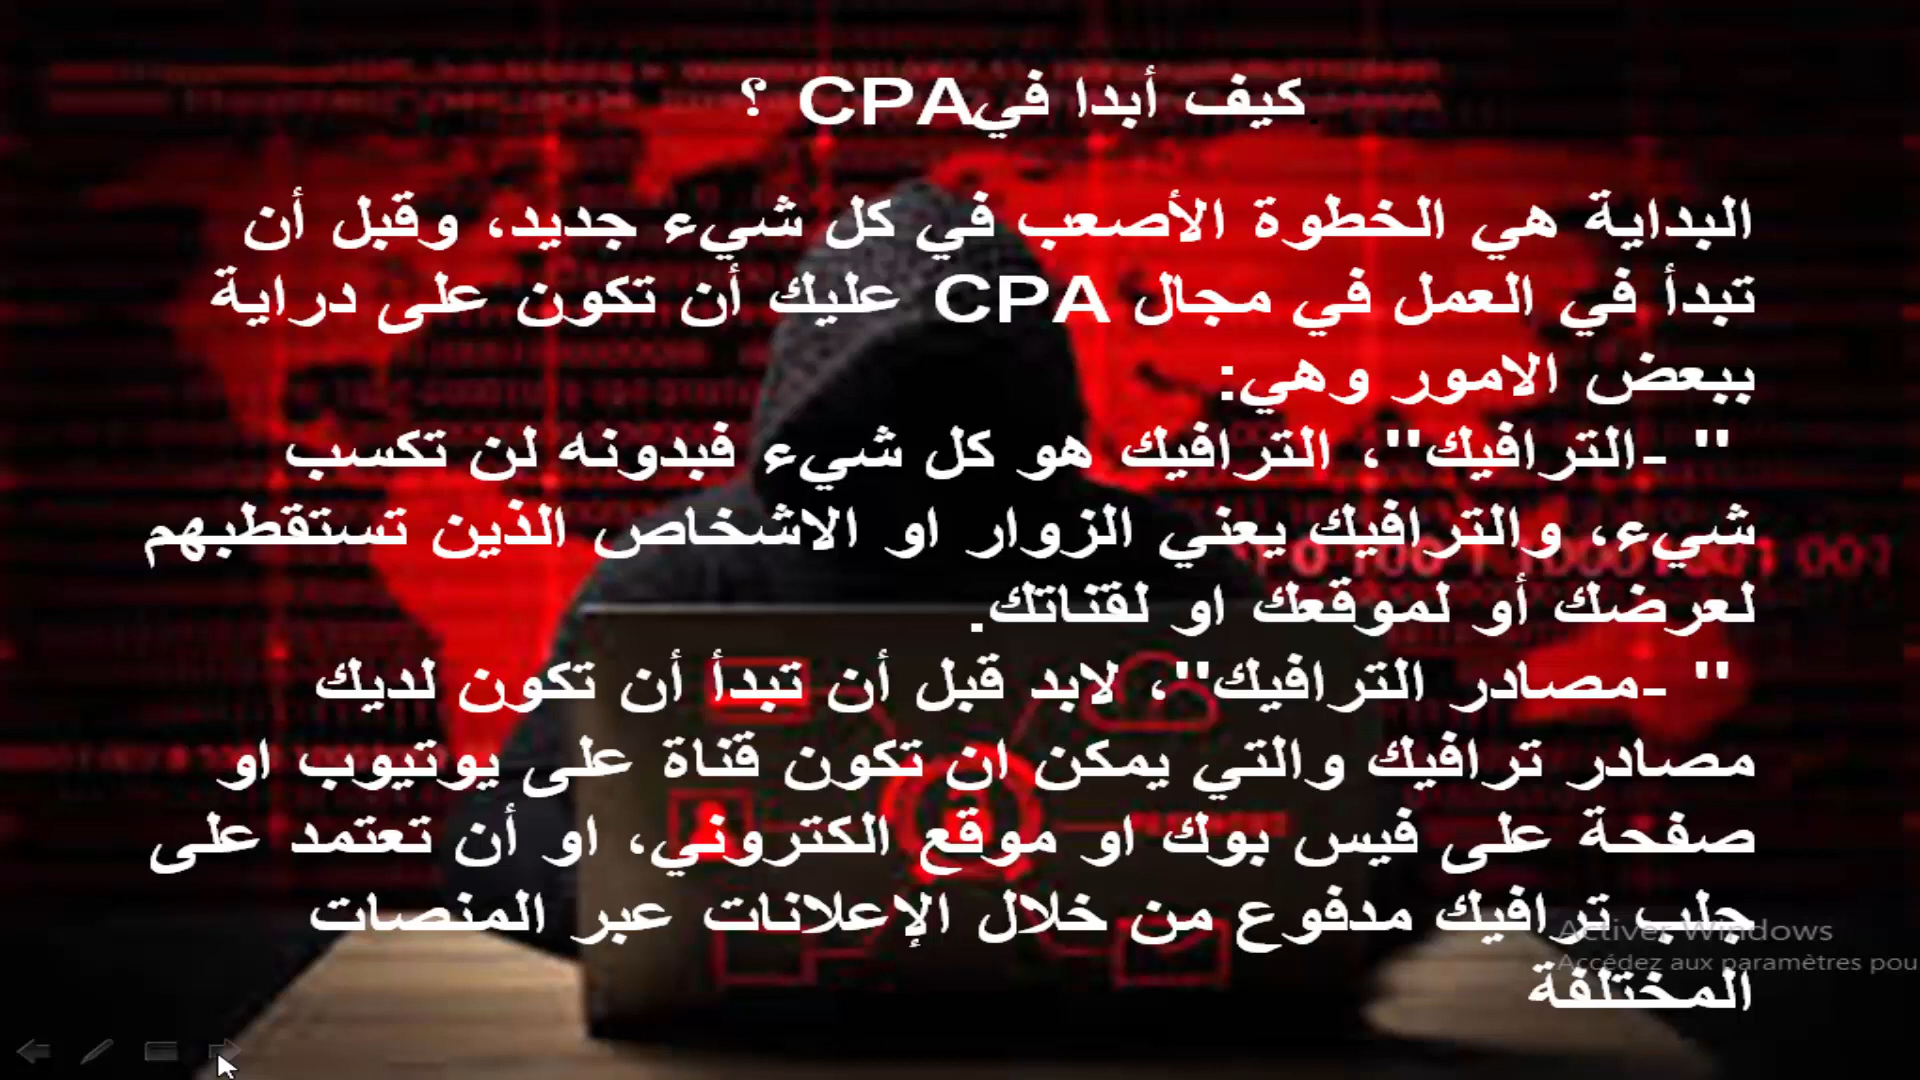 كيف أبدا فيCPA ؟
البداية هي الخطوة الأصعب في كل شيء جديد، وقبل أن
تبدأ في العمل في مجال CPA عليك أن تكون على دراية
ببعض الامور وهي:
" -الترافيك"، الترافيك هو كل شيء فبدونه لن تكسب
شيء، والترافيك يعني الزوار او الاشخاص الذين تستقطبهم
لعرضك أو لموقعك او لقناتك.
" -مصادر الترافيك"، لابد قبل أن تبدأ أن تكون لديك
مصادر ترافيك والتي يمكن ان تكون قناة على يوتيوب او
صفحة على فيس بوك او موقع الكتروني، او أن تعتمد على
جلب ترافيك مدفوع من خلال الإعلانات عبر المنصات
المختلفة
Activer Windows
Accédez aux paramètres pou